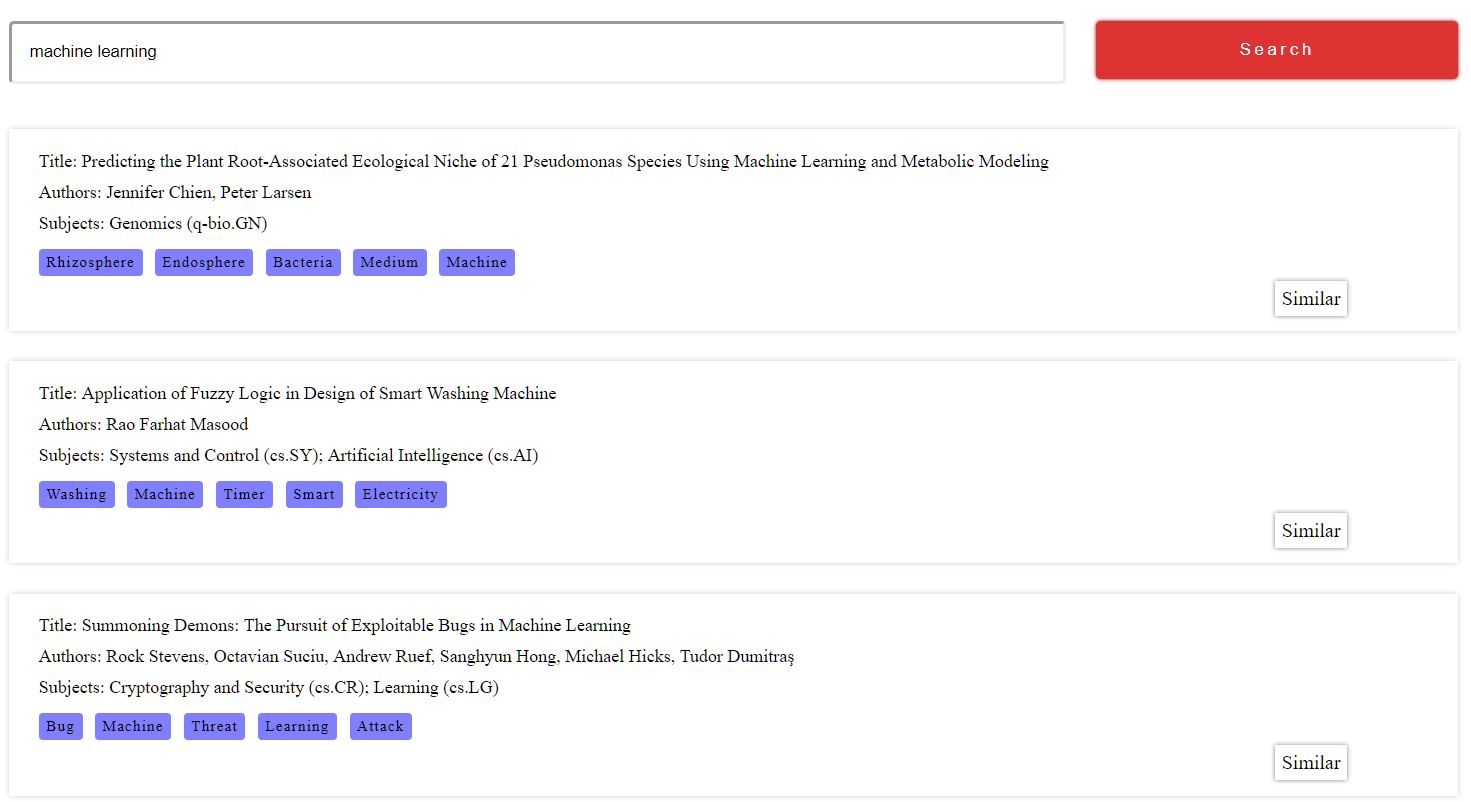 machine learning
Search
Title: Predicting the Plant Root-Associated Ecological Niche of 21 Pseudomonas Species Using Machine Learning and Metabolic Modeling
Authors: Jennifer Chien, Peter Larsen
Subjects: Genomics (q-bio.GN)
Rhizosphere Endosphere Bacteria Medium Machine
Similar
Title: Application of Fuzzy Logic in Design of Smart Washing Machine
Authors: Rao Farhat Masood
Subjects: Systems and Control (cs.SY); Artificial Intelligence (cs.AI)
Washing Machine Timer Smart Electricity
Similar
Title: Summoning Demons: The Pursuit of Exploitable Bugs in Machine Learning
Authors: Rock Stevens, Octavian Suciu, Andrew Ruef, Sanghyun Hong, Michael Hicks, Tudor Dumitraş
Subjects: Cryptography and Security (cs.CR); Learning (cs.LG)
Bug Machine Threat Learning Attack
Similar